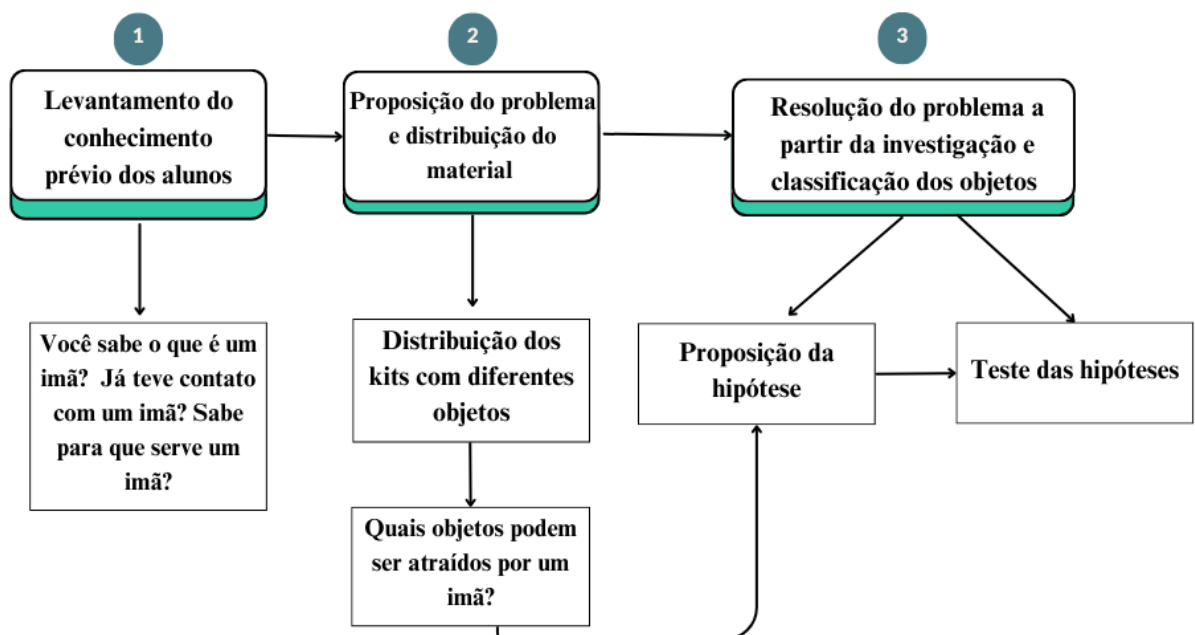 1
Levantamento do
conhecimento
prévio dos alunos
Você sabe o que é um
imã? Já teve contato
com um imã? Sabe
para que serve um
imã?
2
Proposição do problema
e distribuição do
material
Distribuição dos
kits com diferentes
objetos
Quais objetos podem
ser atraídos por um
imã?
3
Resolução do problema a
partir da investigação e
classificação dos objetos
Proposição da
hipótese
Teste das hipóteses